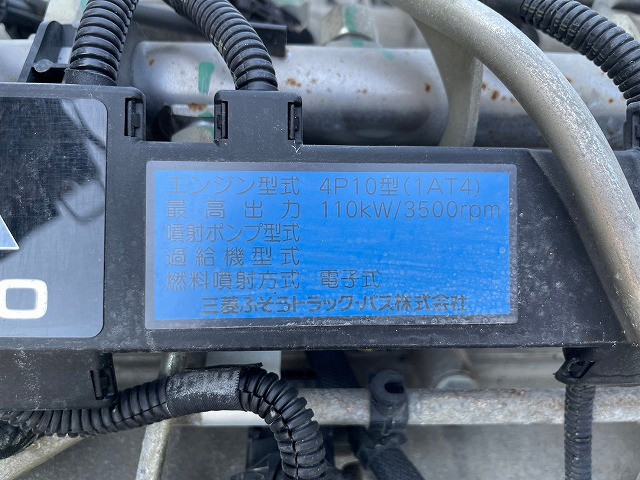 エンジン型式 4P10型(1AT4)
最高出力 110kW/3500rpm
噴射ポンプ型式
過給機型式
燃料噴射方式 電子式
三菱ふそうトラック・バス株式会社
O